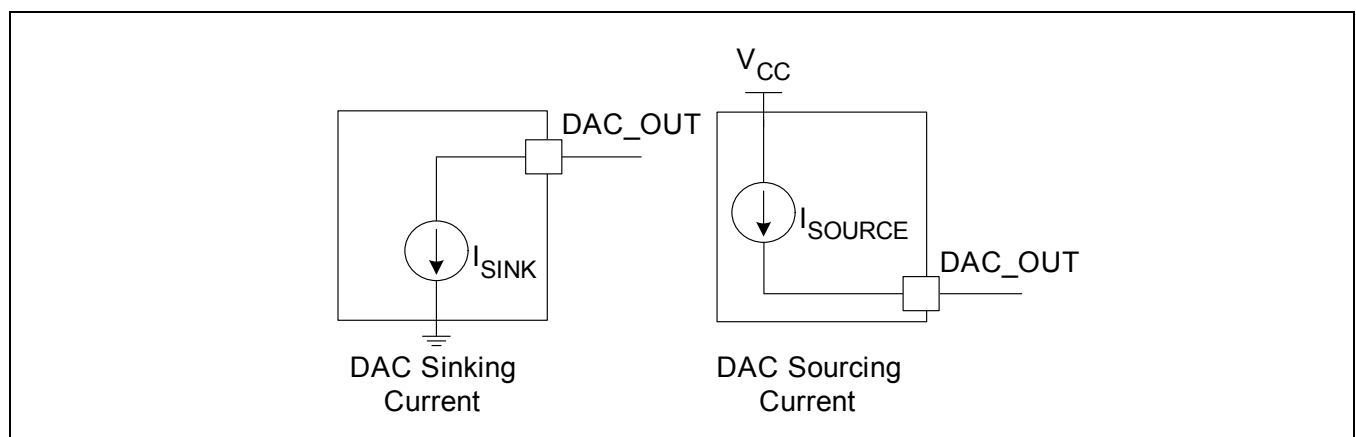 DAC_OUT
I_SINK
DAC Sinking
Current
V_CC
I_SOURCE
DAC_OUT
DAC Sourcing
Current